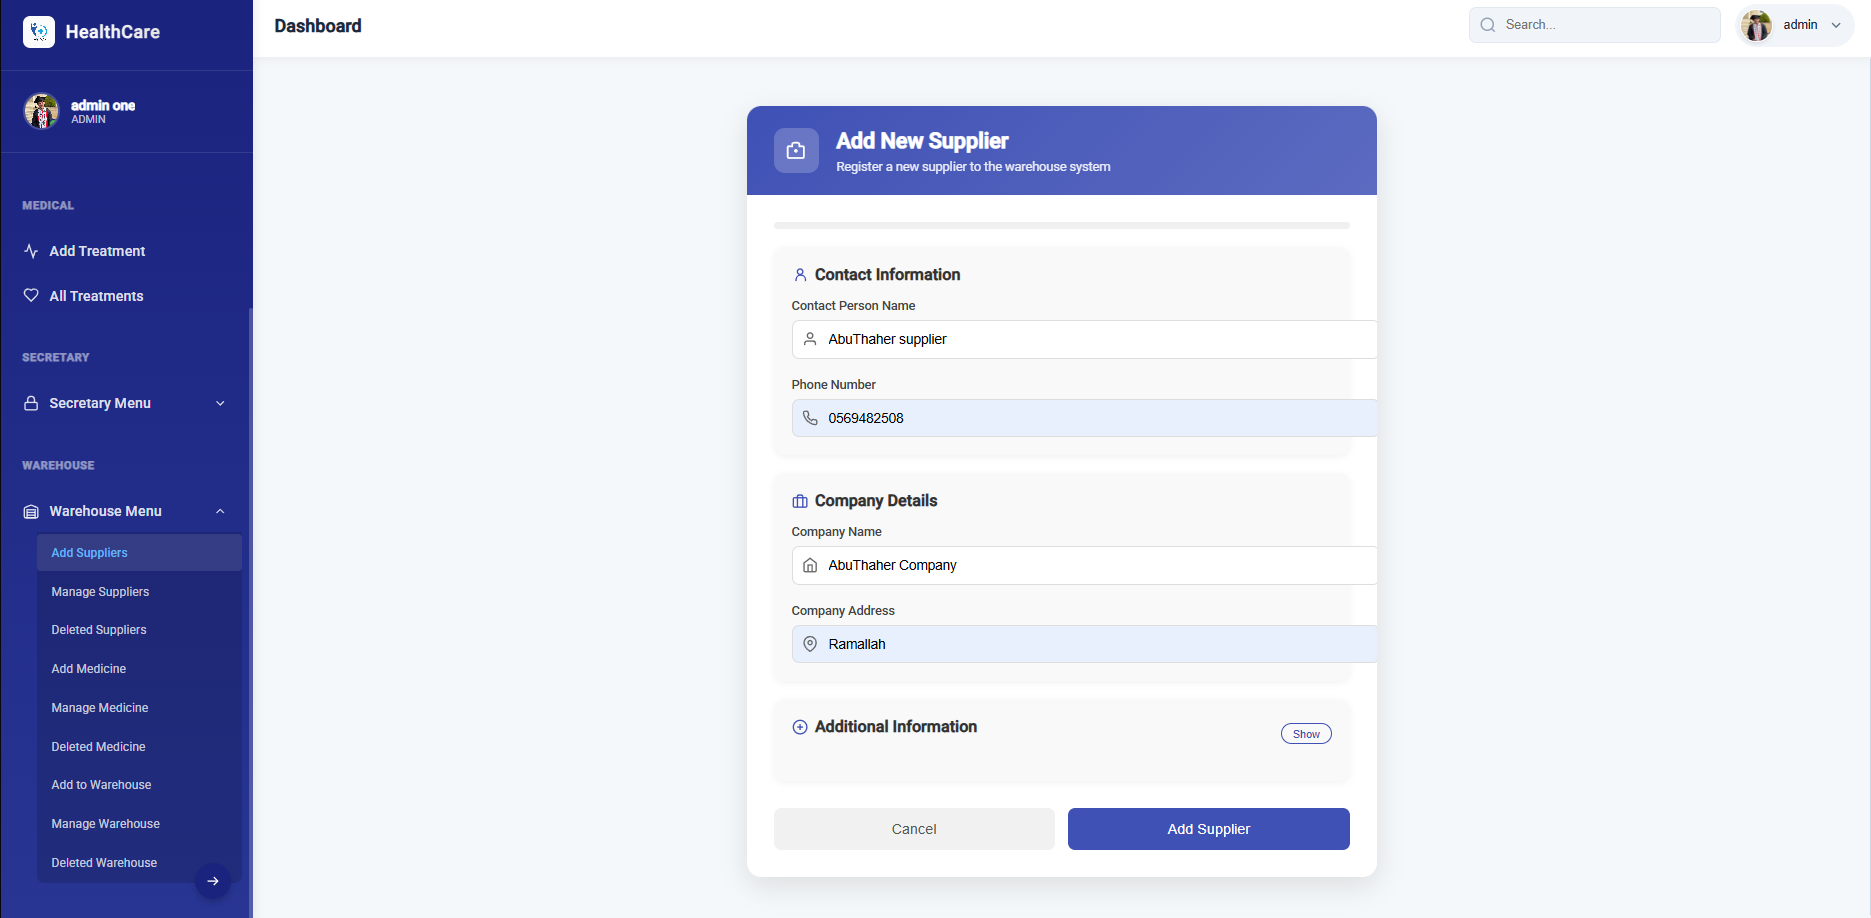 HealthCare
Dashboard
Search...
admin
admin one
ADMIN
MEDICAL
Add Treatment
All Treatments
SECRETARY
Secretary Menu
WAREHOUSE
Warehouse Menu
Add Suppliers
Manage Suppliers
Deleted Suppliers
Add Medicine
Manage Medicine
Deleted Medicine
Add to Warehouse
Manage Warehouse
Deleted Warehouse
Add New Supplier
Register a new supplier to the warehouse system
Contact Information
Contact Person Name
AbuThaher supplier
Phone Number
0569482508
Company Details
Company Name
AbuThaher Company
Company Address
Ramallah
Additional Information
Show
Cancel
Add Supplier